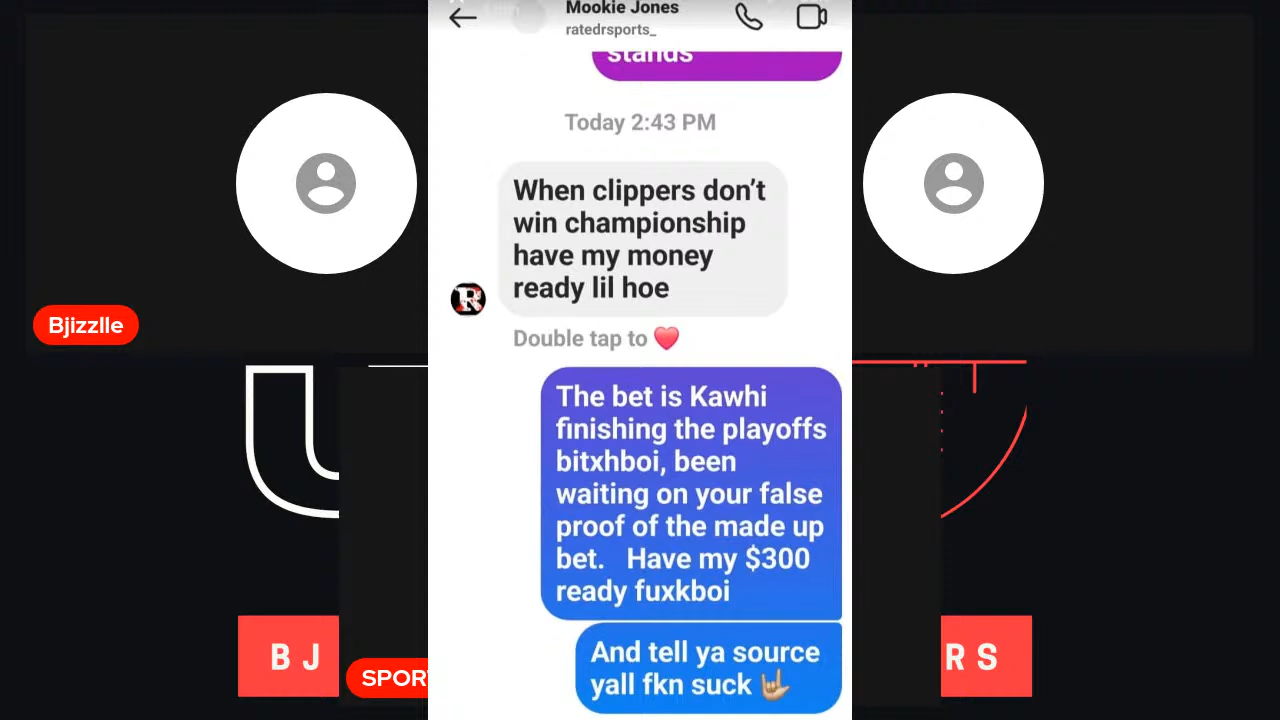 Mookie Jones
ratedrsports_
stands
Today 2:43 PM
When clippers don't
win championship
have my money
ready lil hoe
Double tap to ❤️
The bet is Kawhi
finishing the playoffs
bitxhboi, been
waiting on your false
proof of the made up
bet.   Have my $300
ready fuxkboi
And tell ya source
yall fkn suck 🤟🏼
Bjizzlle
BJ
SPOR
RS